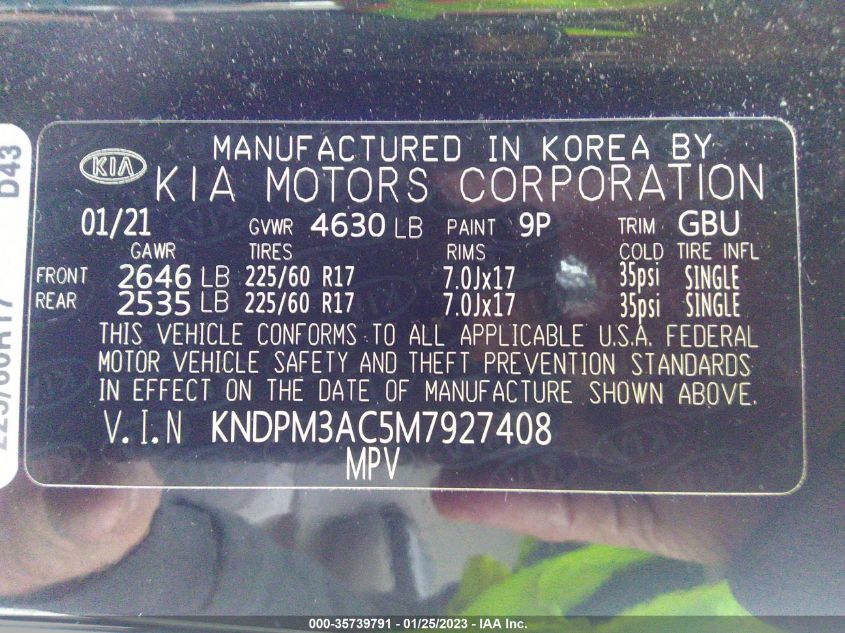 MANUFACTURED IN KOREA BY
KIA KIA MOTORS CORPORATION
01/21 GVWR 4630 LB PAINT 9P TRIM GBU
GAWR TIRES RIMS COLD TIRE INFL
FRONT 2646 LB 225/60 R17 7.0Jx17 35psi SINGLE
REAR 2535 LB 225/60 R17 7.0Jx17 35psi SINGLE
THIS VEHICLE CONFORMS TO ALL APPLICABLE U.S.A. FEDERAL
MOTOR VEHICLE SAFETY AND THEFT PREVENTION STANDARDS
IN EFFECT ON THE DATE OF MANUFACTURE SHOWN ABOVE.
V.I.N KNDPM3AC5M7927408
MPV
225/60R17 D43
000-35739791 - 01/25/2023 - IAA Inc.